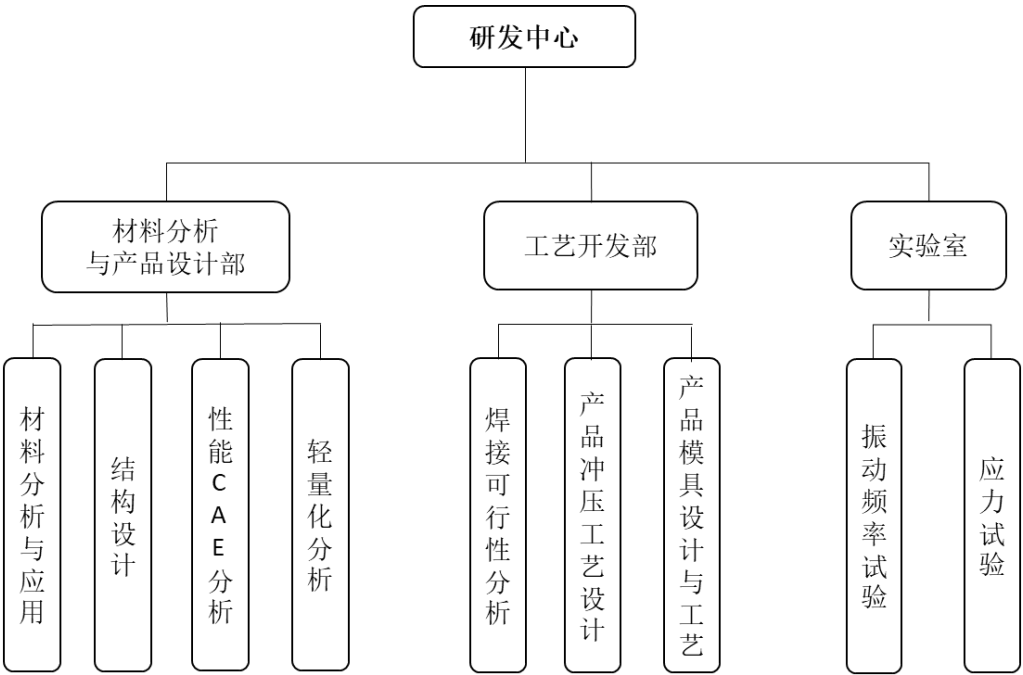 研发中心
材料分析
与产品设计部
工艺开发部
实验室
材料分析与应用
结构设计
性能CAE分析
轻量化分析
焊接可行性分析
产品冲压工艺设计
产品模具设计与工艺
振动频率试验
应力试验